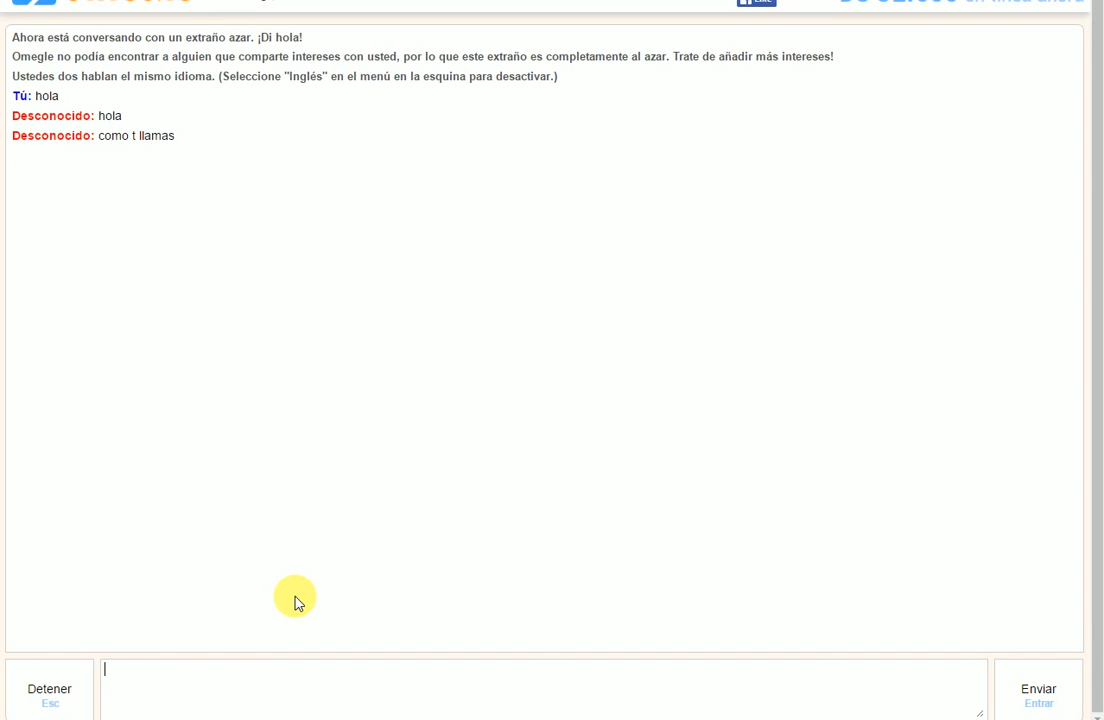 Ahora está conversando con un extraño azar. ¡Di hola!
Omegle no podía encontrar a alguien que comparte intereses con usted, por lo que este extraño es completamente al azar. Trate de añadir más intereses!
Ustedes dos hablan el mismo idioma. (Seleccione "Inglés" en el menú en la esquina para desactivar.)
Tú: hola
Desconocido: hola
Desconocido: como t llamas
Detener
Esc
Enviar
Entrar